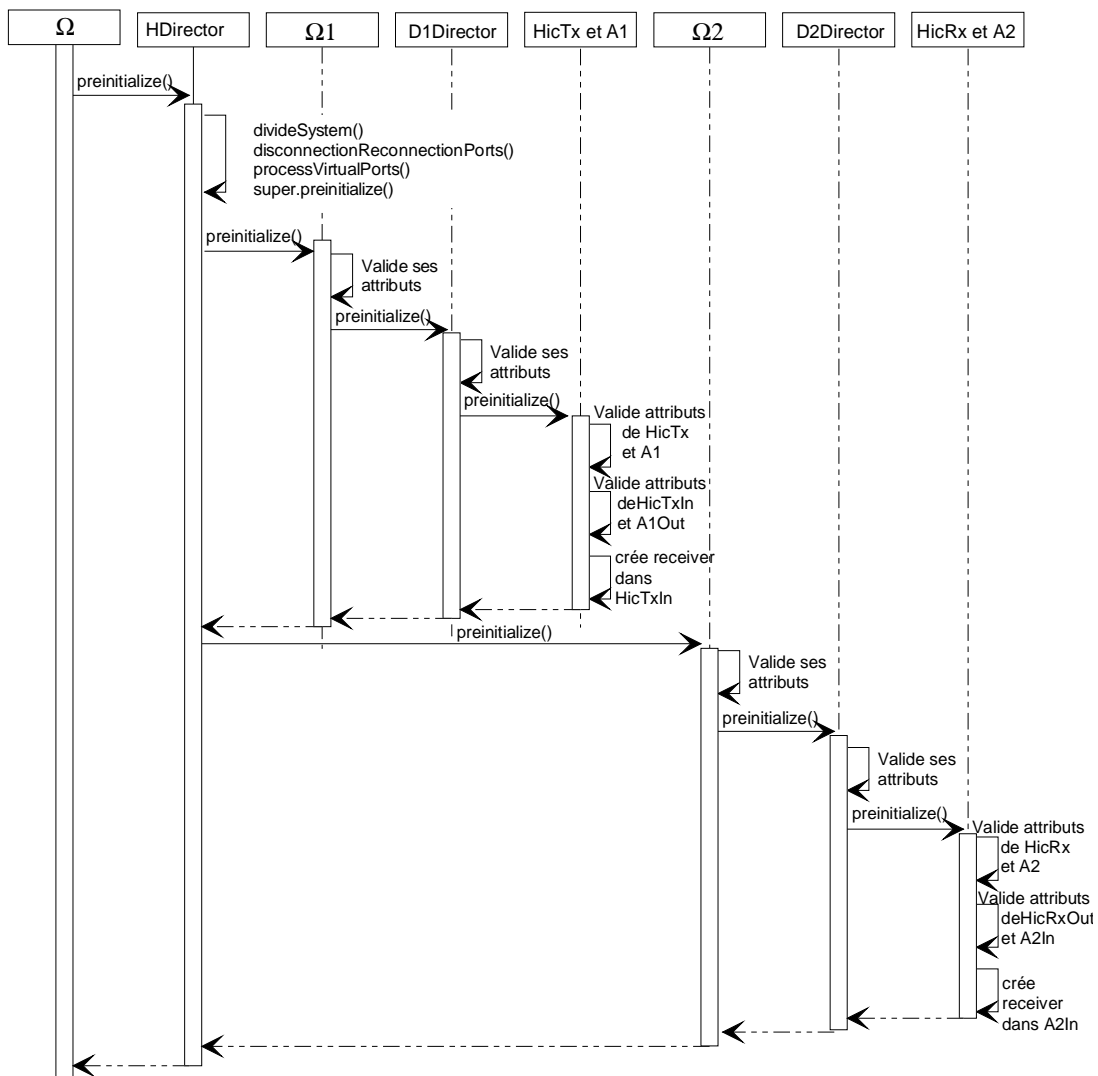 Ω
HDirector
Ω1
D1Director
HicTx et A1
Ω2
D2Director
HicRx et A2
preinitialize()
divideSystem()
disconnectionReconnectionPorts()
processVirtualPorts()
super.preinitialize()
preinitialize()
Valide ses
attributs
preinitialize()
Valide ses
attributs
preinitialize()
Valide attributs
de HicTx
et A1
Valide attributs
deHicTxIn
et A1Out
crée receiver
dans
HicTxIn
preinitialize()
Valide ses
attributs
preinitialize()
Valide ses
attributs
preinitialize()
Valide attributs
de HicRx
et A2
Valide attributs
deHicRxOut
et A2In
crée
receiver
dans A2In